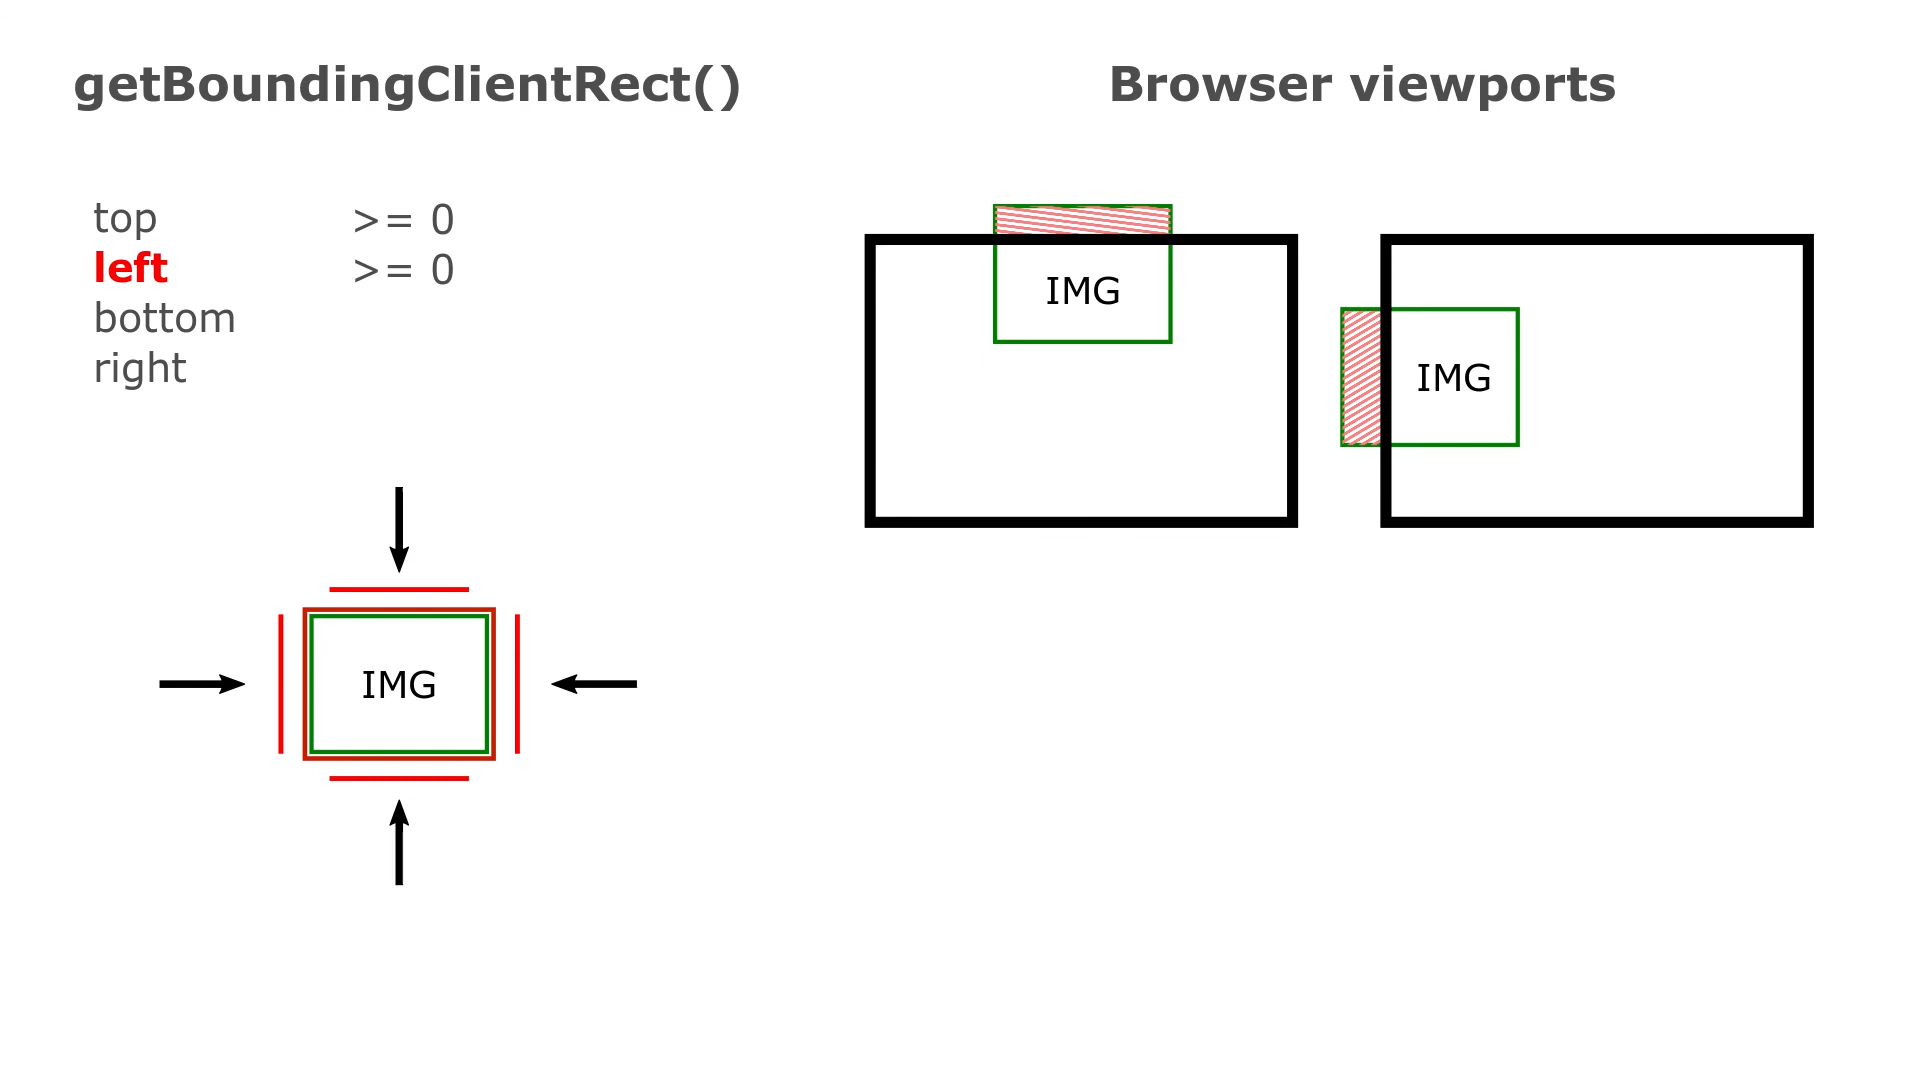 getBoundingClientRect()
Browser viewports
top >= 0
left >= 0
bottom
right
IMG
IMG
IMG